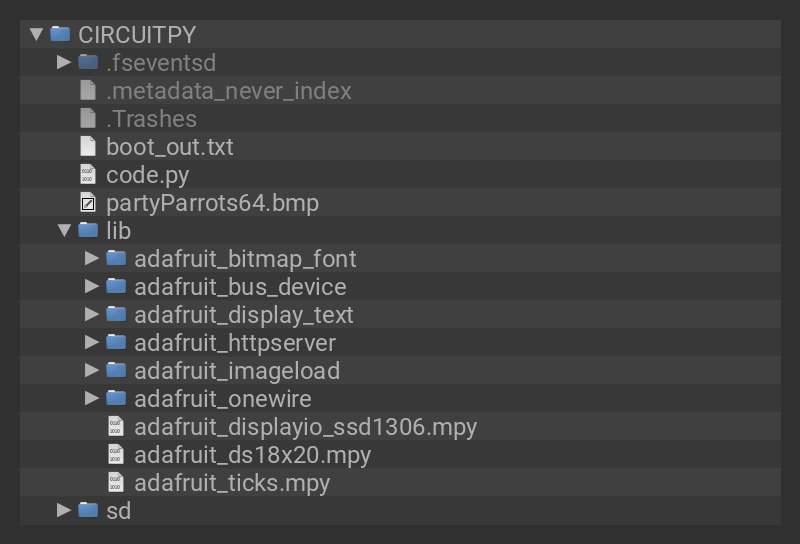 CIRCUITPY
.fseventsd
.metadata_never_index
.Trashes
boot_out.txt
code.py
partyParrots64.bmp
lib
adafruit_bitmap_font
adafruit_bus_device
adafruit_display_text
adafruit_httpserver
adafruit_imageload
adafruit_onewire
adafruit_displayio_ssd1306.mpy
adafruit_ds18x20.mpy
adafruit_ticks.mpy
sd